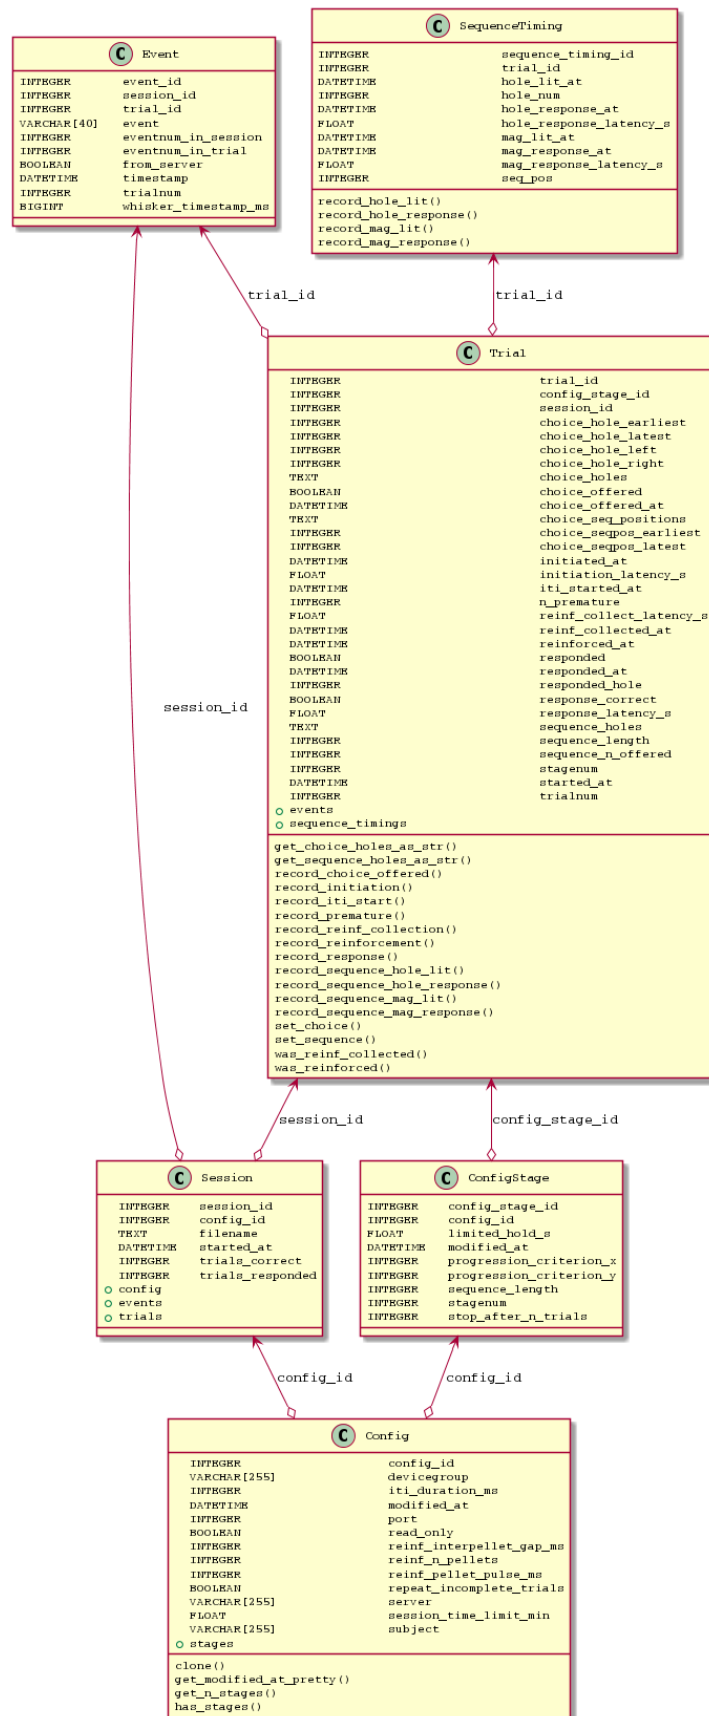 C Event
INTEGER event_id
INTEGER session_id
INTEGER trial_id
VARCHAR[40] event
INTEGER eventnum_in_session
INTEGER eventnum_in_trial
BOOLEAN from_server
DATETIME timestamp
INTEGER trialnum
BIGINT whisker_timestamp_ms
C SequenceTiming
INTEGER sequence_timing_id
INTEGER trial_id
DATETIME hole_lit_at
INTEGER hole_num
DATETIME hole_response_at
FLOAT hole_response_latency_s
DATETIME mag_lit_at
DATETIME mag_response_at
FLOAT mag_response_latency_s
INTEGER seq_pos
record_hole_lit()
record_hole_response()
record_mag_lit()
record_mag_response()
trial_id
trial_id
C Trial
INTEGER trial_id
INTEGER config_stage_id
INTEGER session_id
INTEGER choice_hole_earliest
INTEGER choice_hole_latest
INTEGER choice_hole_left
INTEGER choice_hole_right
TEXT choice_holes
BOOLEAN choice_offered
DATETIME choice_offered_at
TEXT choice_seq_positions
INTEGER choice_seqpos_earliest
INTEGER choice_seqpos_latest
DATETIME initiated_at
FLOAT initiation_latency_s
DATETIME iti_started_at
INTEGER n_premature
FLOAT reinf_collect_latency_s
DATETIME reinf_collected_at
DATETIME reinforced_at
BOOLEAN responded
DATETIME responded_at
INTEGER responded_hole
BOOLEAN response_correct
FLOAT response_latency_s
TEXT sequence_holes
INTEGER sequence_length
INTEGER sequence_n_offered
INTEGER stagenum
DATETIME started_at
INTEGER trialnum
events
sequence_timings
get_choice_holes_as_str()
get_sequence_holes_as_str()
record_choice_offered()
record_initiation()
record_iti_start()
record_premature()
record_reinf_collection()
record_reinforcement()
record_response()
record_sequence_hole_lit()
record_sequence_hole_response()
record_sequence_mag_lit()
record_sequence_mag_response()
set_choice()
set_sequence()
was_reinf_collected()
was_reinforced()
session_id
session_id
config_stage_id
C Session
INTEGER session_id
INTEGER config_id
TEXT filename
DATETIME started_at
INTEGER trials_correct
INTEGER trials_responded
config
events
trials
C ConfigStage
INTEGER config_stage_id
INTEGER config_id
FLOAT limited_hold_s
DATETIME modified_at
INTEGER progression_criterion_x
INTEGER progression_criterion_y
INTEGER sequence_length
INTEGER stagenum
INTEGER stop_after_n_trials
config_id
config_id
C Config
INTEGER config_id
VARCHAR[255] devicegroup
INTEGER iti_duration_ms
DATETIME modified_at
INTEGER port
BOOLEAN read_only
INTEGER reinf_interpellet_gap_ms
INTEGER reinf_n_pellets
INTEGER reinf_pellet_pulse_ms
BOOLEAN repeat_incomplete_trials
VARCHAR[255] server
FLOAT session_time_limit_min
VARCHAR[255] subject
stages
clone()
get_modified_at_pretty()
get_n_stages()
has_stages()